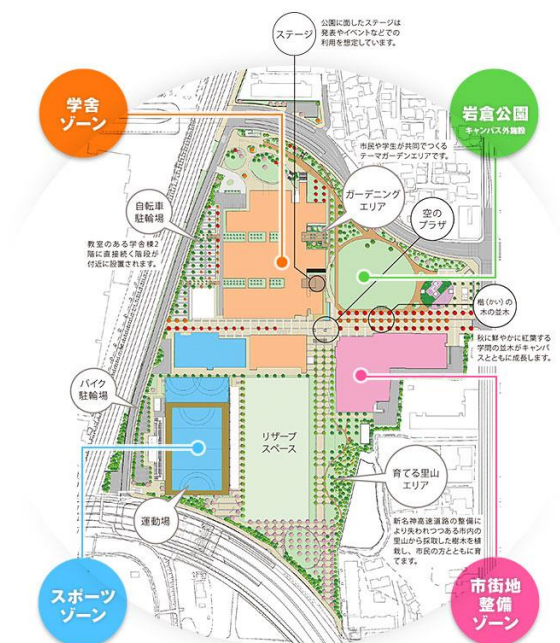 ステージ
公園に面したステージは
発表やイベントなどでの
利用を想定しています。
学舎
ゾーン
岩倉公園
キャンパス外施設
市民や学生が共同でつくる
テーマガーデンエリアです。
ガーデニング
エリア
自転車
駐輪場
空の
プラザ
教室のある学舎棟2
階に直接続く階段が
付近に設置されます。
楷(かい)の
木の並木
秋に鮮やかに紅葉する
学問の並木がキャンパ
スとともに成長します。
バイク
駐輪場
リザーブ
スペース
育てる里山
エリア
運動場
新名神高速道路の整備に
より失われつつある市内の
里山から採取した樹木を植
栽し、市民の方とともに育
てます。
スポーツ
ゾーン
市街地
整備
ゾーン